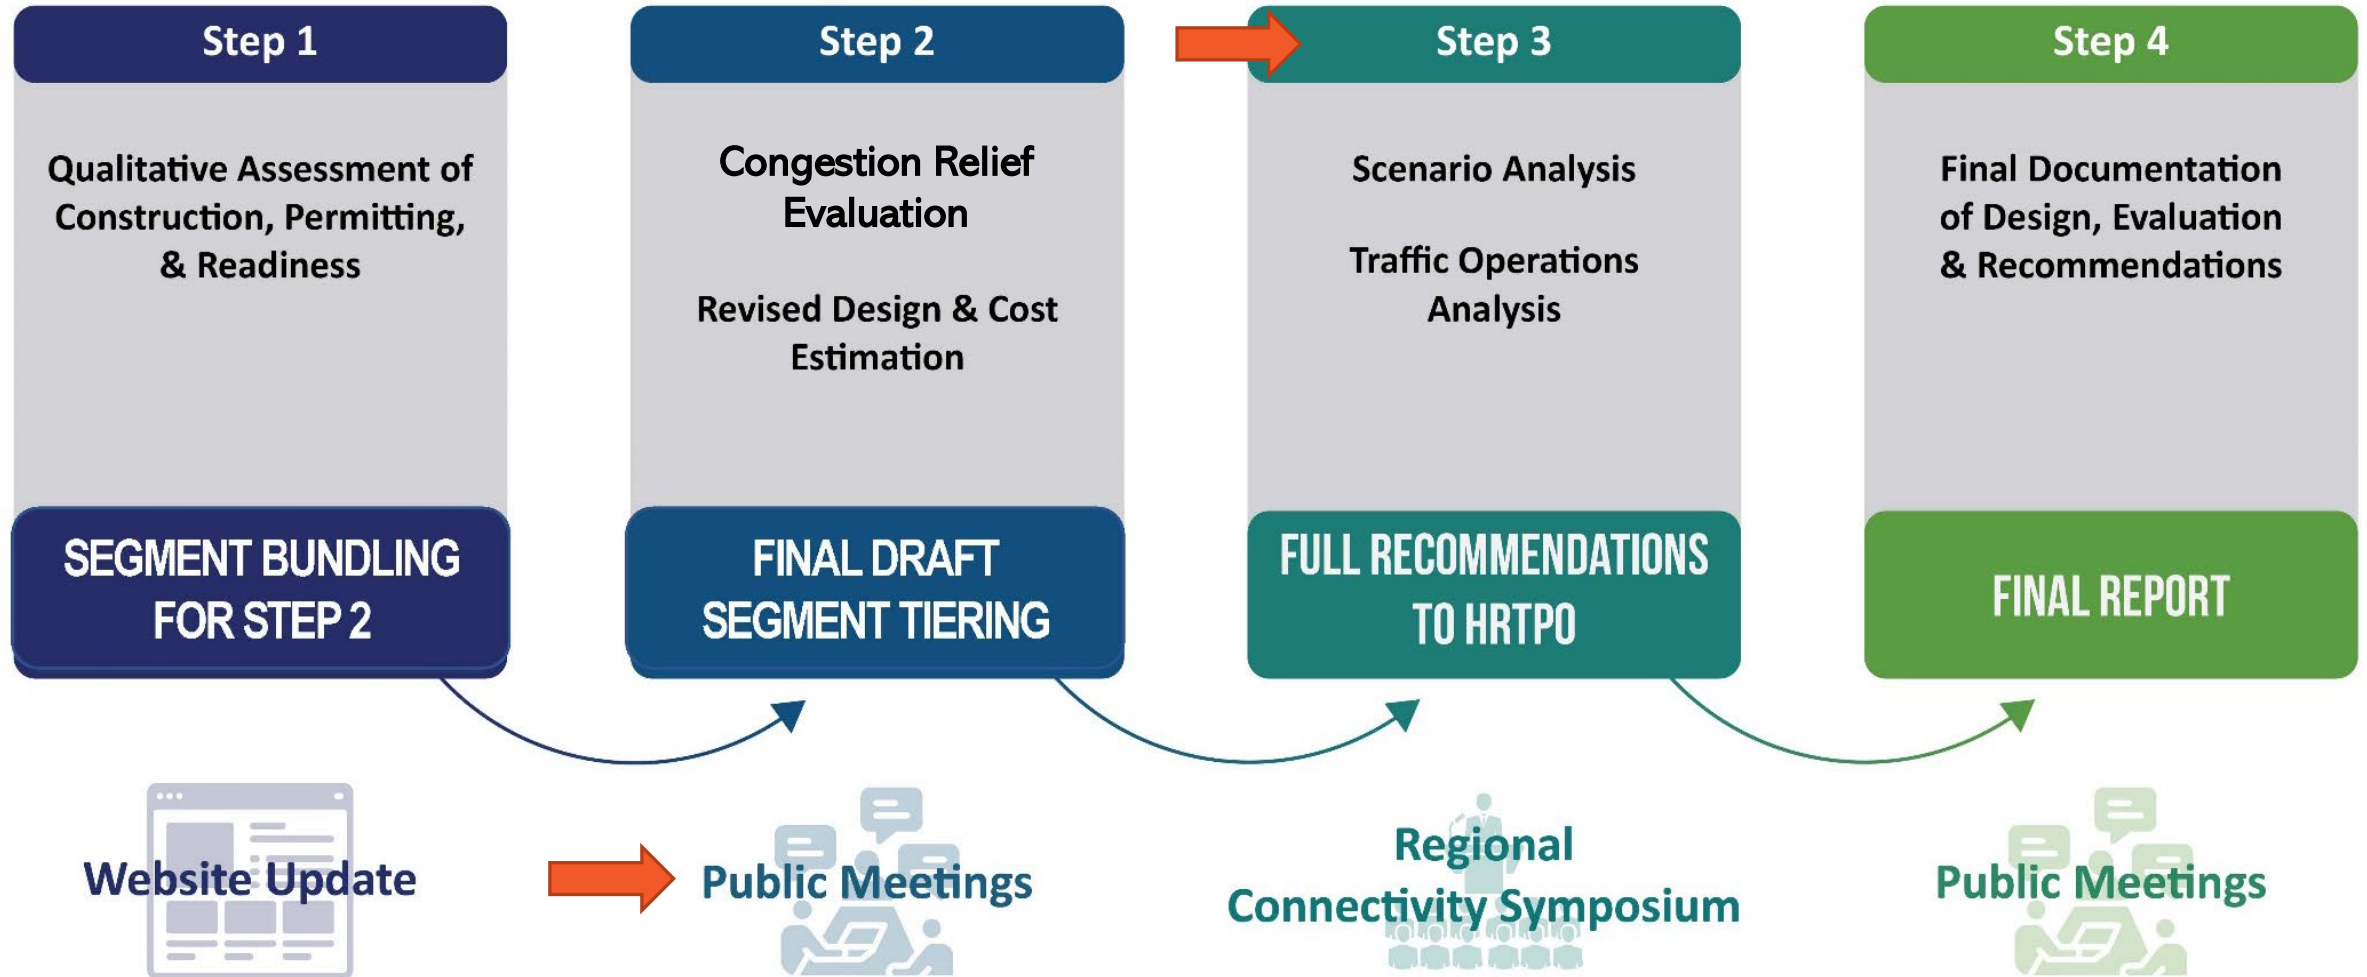 Step 1
Qualitative Assessment of
Construction, Permitting,
& Readiness
SEGMENT BUNDLING
FOR STEP 2
Website Update
Step 2
Congestion Relief
Evaluation
Revised Design & Cost
Estimation
FINAL DRAFT
SEGMENT TIERING
Public Meetings
Step 3
Scenario Analysis
Traffic Operations
Analysis
FULL RECOMMENDATIONS
TO HRTPO
Regional
Connectivity Symposium
Step 4
Final Documentation
of Design, Evaluation
& Recommendations
FINAL REPORT
Public Meetings